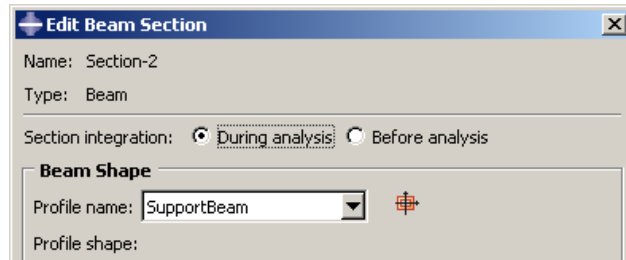 Edit Beam Section
Name: Section-2
Type: Beam
Section integration: During analysis Before analysis
Beam Shape
Profile name: SupportBeam
Profile shape: